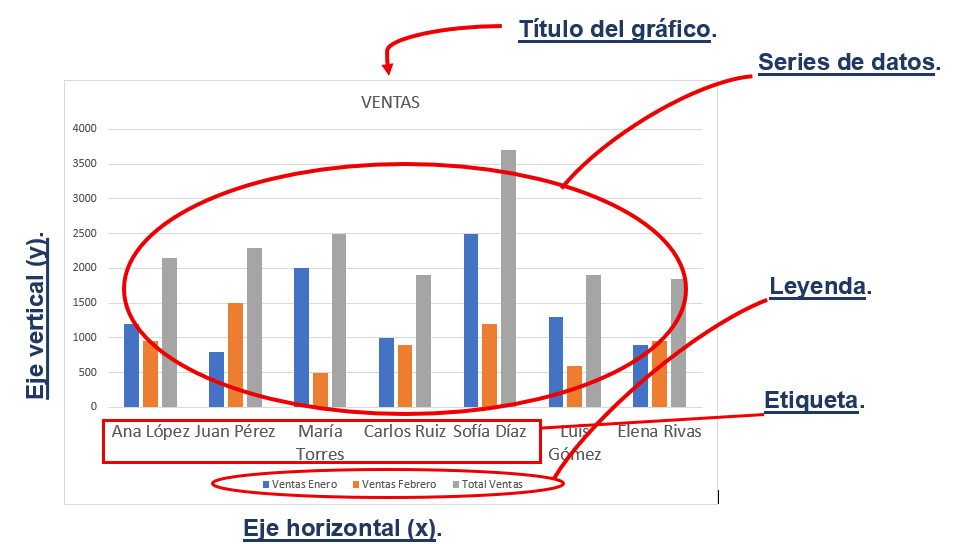 Título del gráfico.
Series de datos.
VENTAS
4000
3500
3000
2500
2000
1500
1000
500
0
Eje vertical (y).
Leyenda.
Etiqueta.
Ana López Juan Pérez María Carlos Ruiz Sofía Díaz Luis Elena Rivas
Torres Gómez
Ventas Enero Ventas Febrero Total Ventas
Eje horizontal (x).